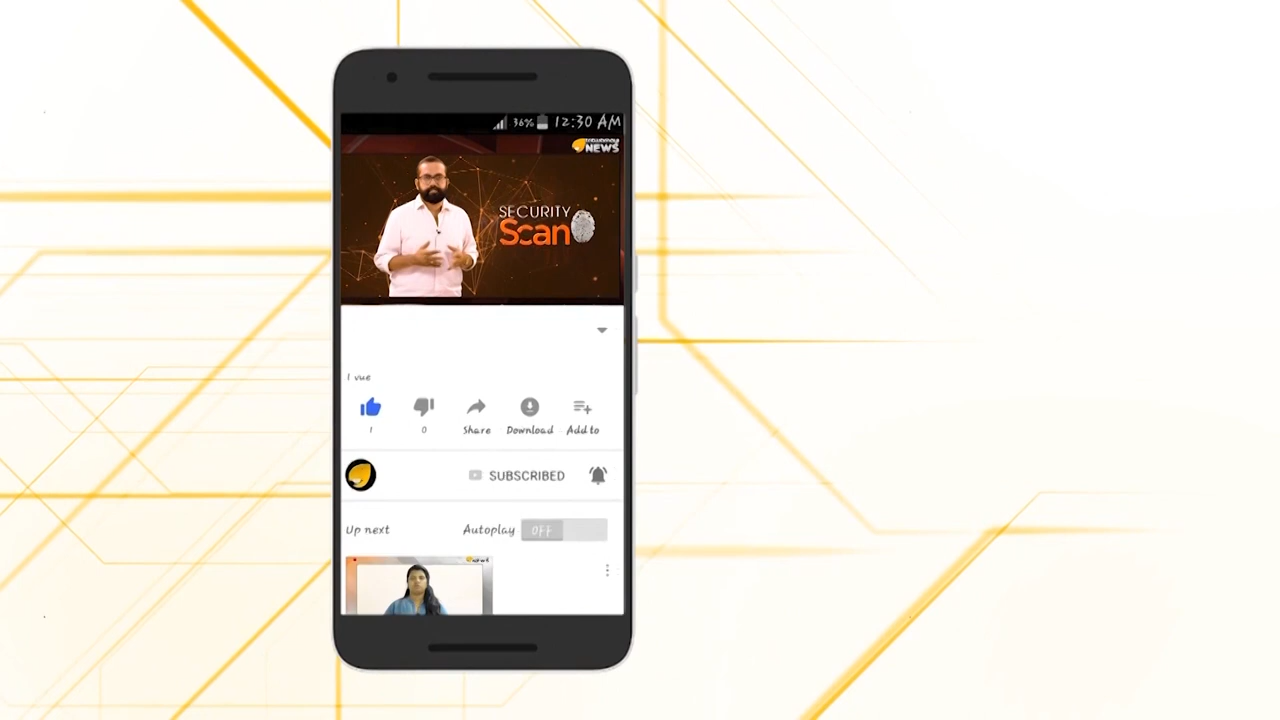 36% 12:30 AM
NEWS
SECURITY
Scan
1 vue
1 0 Share Download Add to
SUBSCRIBED
Up next Autoplay OFF